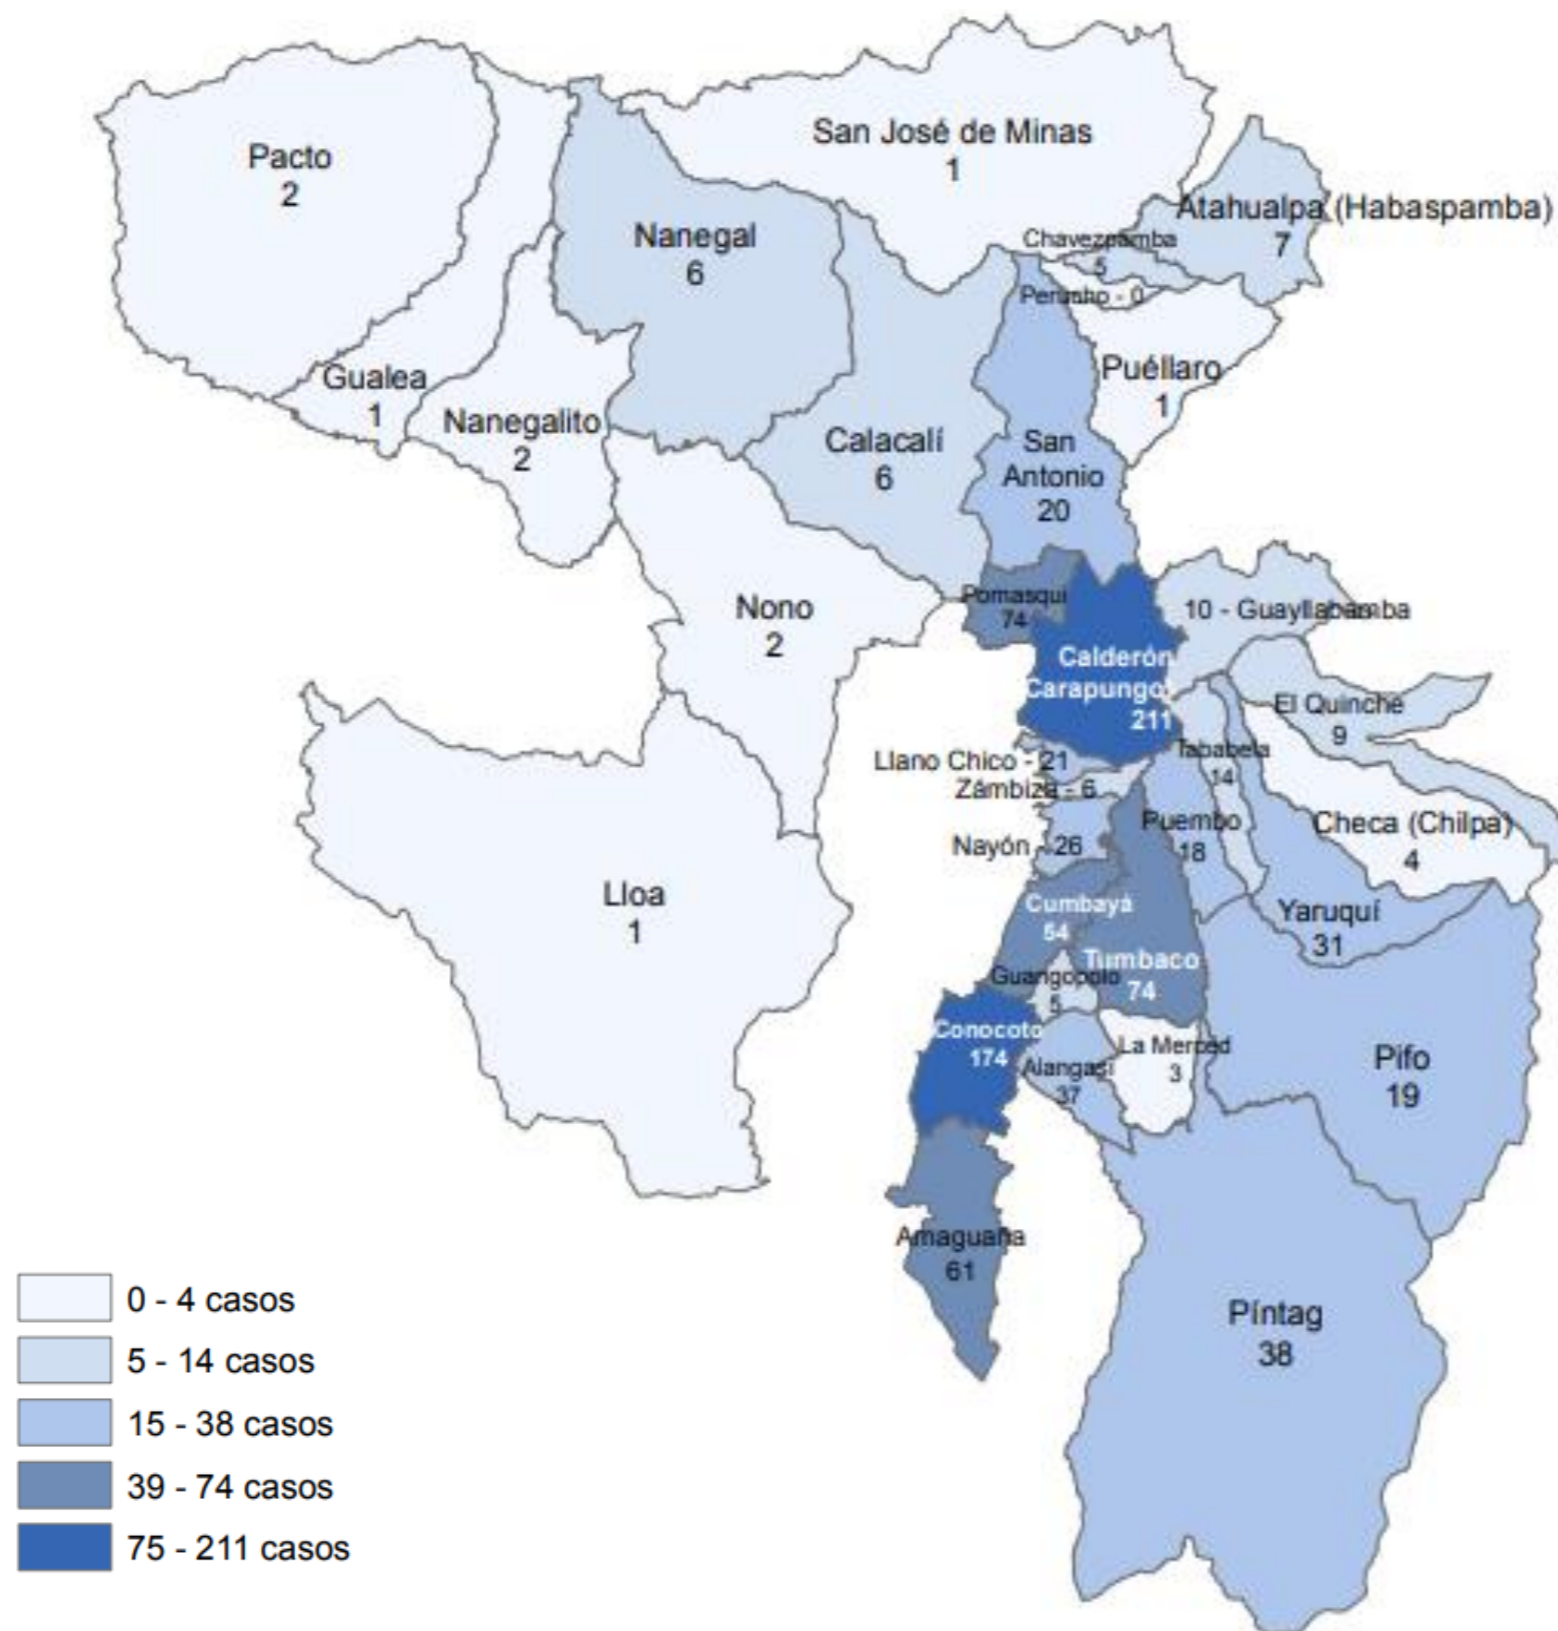 San José de Minas
1
Pacto
2
Atahualpa (Habaspamba)
7
Nanegal
6
Chavezpamba
5
Perucho - 0
Puéllaro
1
Gualea
1
Nanegalito
2
Calacalí
6
San
Antonio
20
Pomasqui
74
Nono
2
10 - Guayllabamba
Calderón
Carapungo
211
El Quinche
9
Tababela
14
Llano Chico - 21
Zámbiza - 6
Puembo
18
Checa (Chilpa)
4
Nayón - 26
Lloa
1
Cumbayá
54
Yaruquí
31
Tumbaco
74
Guangopolo
5
Conocoto
174
La Merced
3
Alangasí
37
Pifo
19
Amaguaña
61
Píntag
38
0 - 4 casos
5 - 14 casos
15 - 38 casos
39 - 74 casos
75 - 211 casos